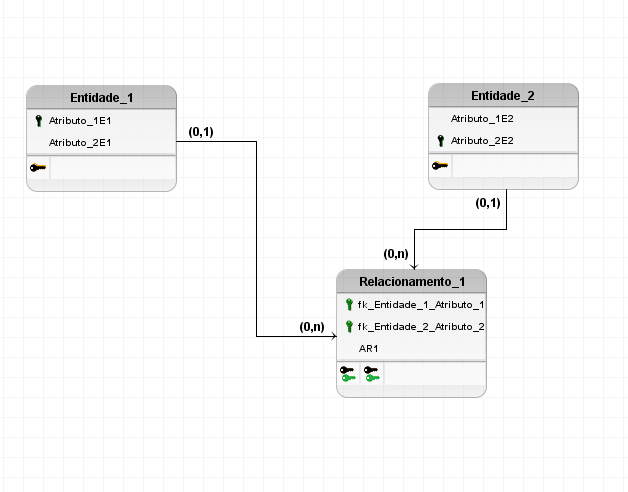 Entidade_1
Atributo_1E1
Atributo_2E1
(0,1)
Entidade_2
Atributo_1E2
Atributo_2E2
(0,1)
(0,n)
(0,n)
Relacionamento_1
fk_Entidade_1_Atributo_1
fk_Entidade_2_Atributo_2
AR1